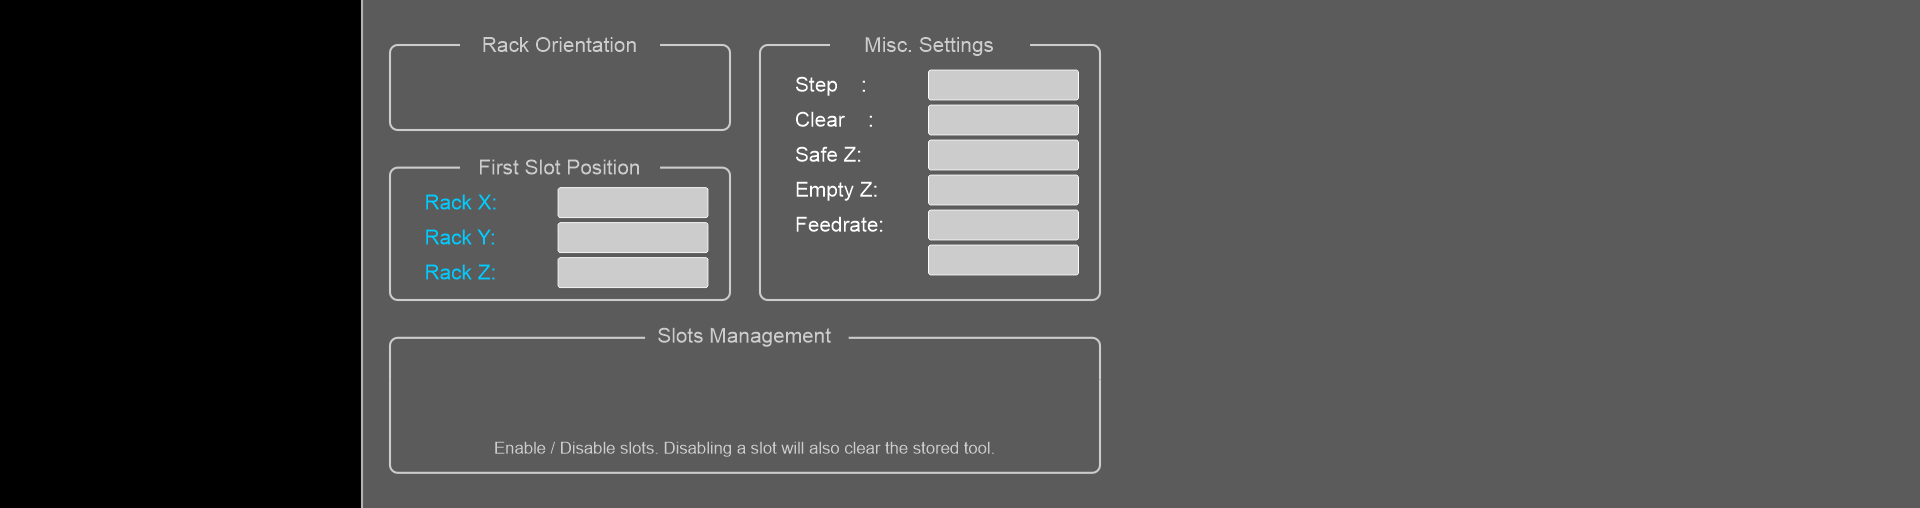 Rack Orientation
First Slot Position
Rack X:
Rack Y:
Rack Z:
Misc. Settings
Step :
Clear :
Safe Z:
Empty Z:
Feedrate:
Slots Management
Enable / Disable slots. Disabling a slot will also clear the stored tool.